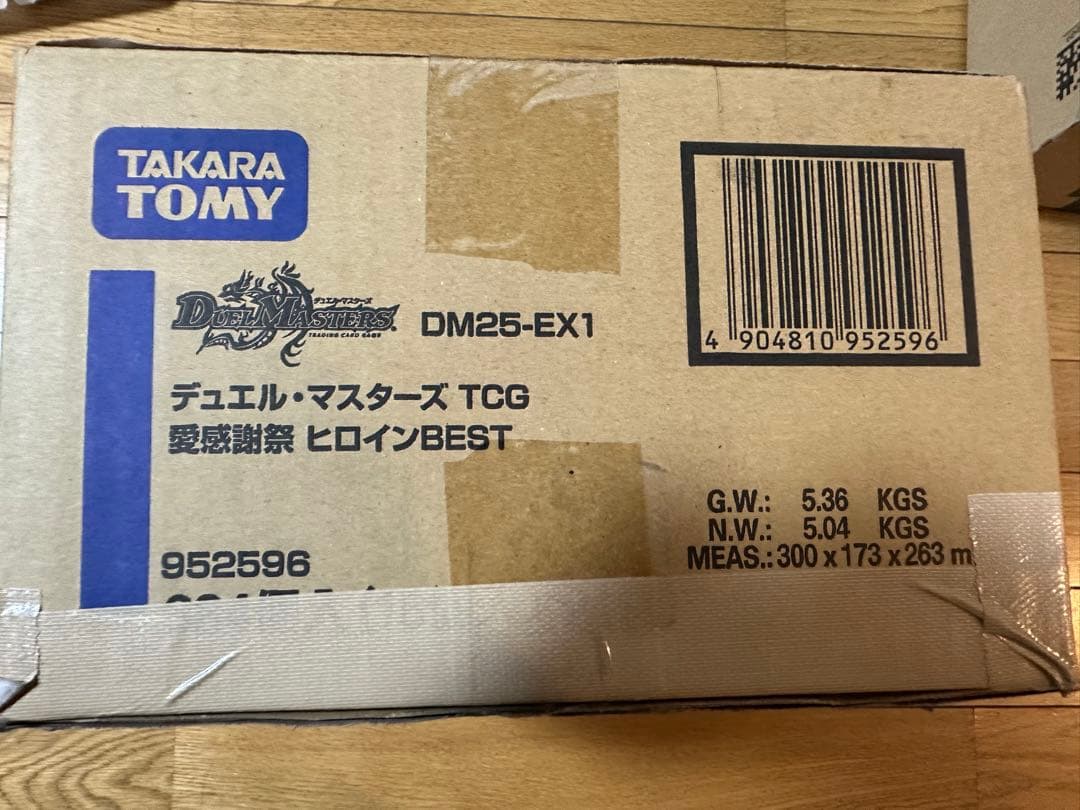 TAKARA
TOMY
デュエル・マスターズ
DUEL MASTERS
TRADING CARD GAME
DM25-EX1
4 904810 952596
デュエル・マスターズ TCG
愛感謝祭 ヒロインBEST
G.W.: 5.36 KGS
N.W.: 5.04 KGS
MEAS.: 300 x 173 x 263 m
952596